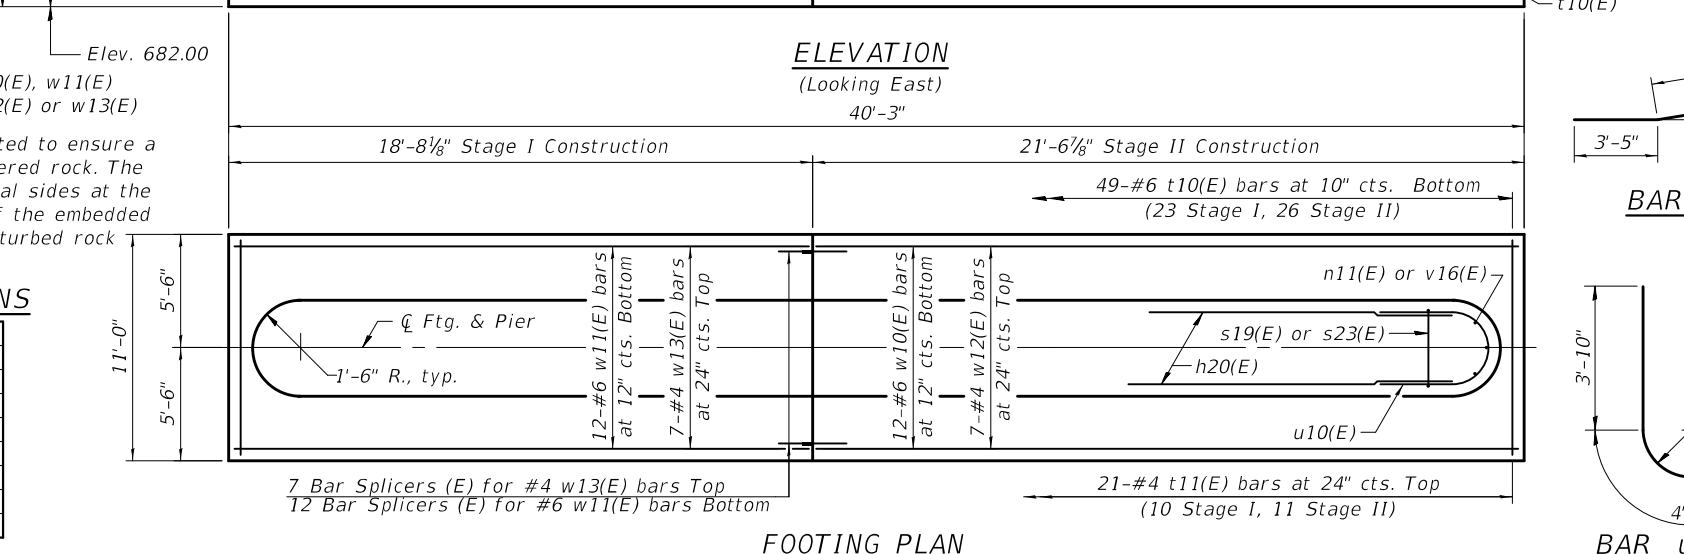 t10(E)
Elev. 682.00
ELEVATION
(Looking East)
0(E), w11(E)
2(E) or w13(E)
40'-3"
ted to ensure a
ered rock. The
al sides at the
f the embedded
turbed rock
18'-8⅛" Stage I Construction
21'-6⅞" Stage II Construction
3'-5"
49-#6 t10(E) bars at 10" cts. Bottom
(23 Stage I, 26 Stage II)
BAR
NS
11'-0"
5'-6"
5'-6"
℄ Ftg. & Pier
1'-6" R., typ.
12-#6 w11(E) bars
at 12" cts. Bottom
7-#4 w13(E) bars
at 24" cts. Top
12-#6 w10(E) bars
at 12" cts. Bottom
7-#4 w12(E) bars
at 24" cts. Top
n11(E) or v16(E)
s19(E) or s23(E)
h20(E)
u10(E)
3'-10"
7 Bar Splicers (E) for #4 w13(E) bars Top
12 Bar Splicers (E) for #6 w11(E) bars Bottom
21-#4 t11(E) bars at 24" cts. Top
(10 Stage I, 11 Stage II)
4'
FOOTING PLAN
BAR u